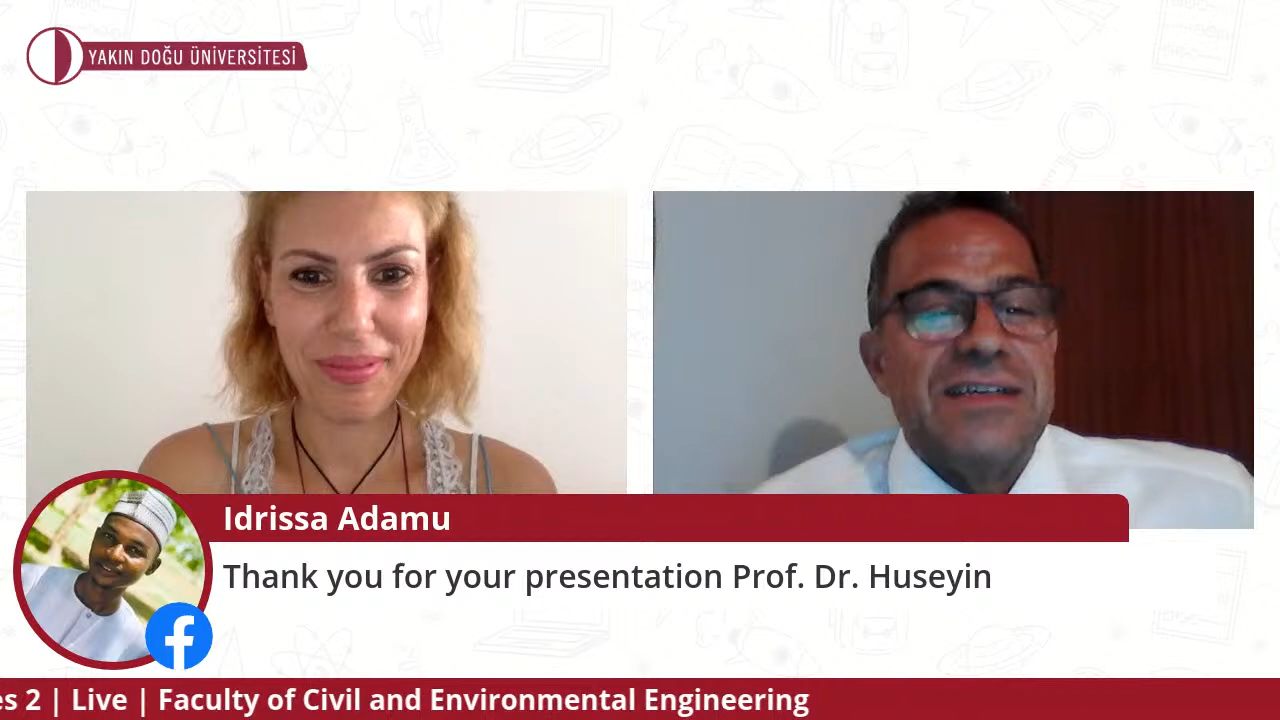 YAKIN DOĞU ÜNİVERSİTESİ
Idrissa Adamu
Thank you for your presentation Prof. Dr. Huseyin
es 2 | Live | Faculty of Civil and Environmental Engineering